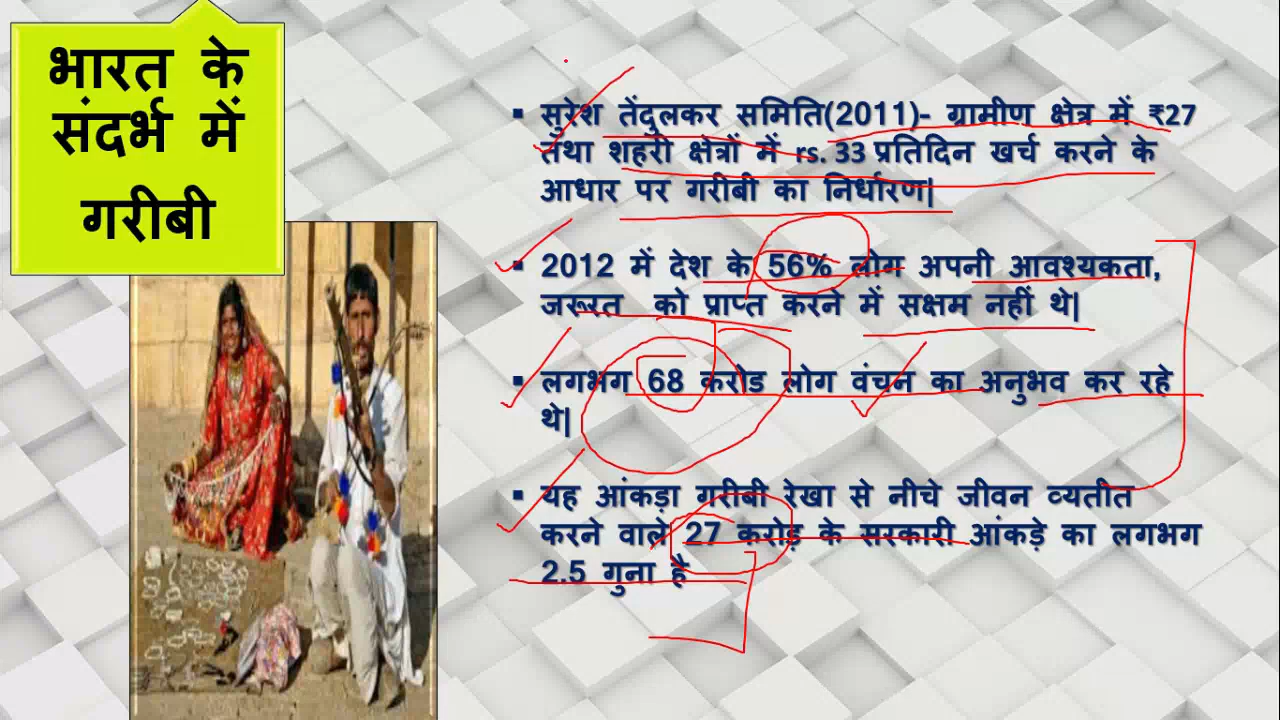 भारत के
संदर्भ में
गरीबी
▪ सुरेश तेंदुलकर समिति(2011)- ग्रामीण क्षेत्र में ₹27
तथा शहरी क्षेत्रों में rs. 33 प्रतिदिन खर्च करने के
आधार पर गरीबी का निर्धारण|
▪ 2012 में देश के 56% लोग अपनी आवश्यकता,
जरूरत को प्राप्त करने में सक्षम नहीं थे|
▪ लगभग 68 करोड लोग वंचन का अनुभव कर रहे
थे|
▪ यह आंकड़ा गरीबी रेखा से नीचे जीवन व्यतीत
करने वाले 27 करोड़ के सरकारी आंकड़े का लगभग
2.5 गुना है